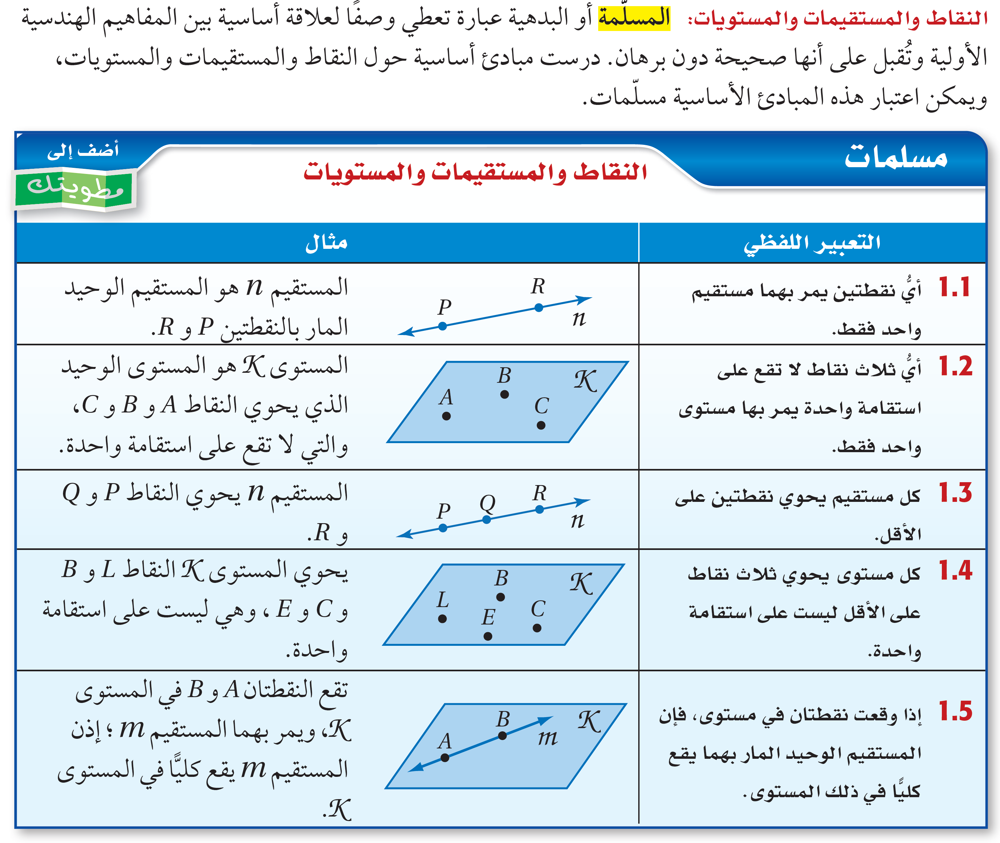 النقاط والمستقيمات والمستويات: المسلّمة أو البدهية عبارة تعطي وصفًا لعلاقة أساسية بين المفاهيم الهندسية
الأولية وتُقبل على أنها صحيحة دون برهان. درست مبادئ أساسية حول النقاط والمستقيمات والمستويات،
ويمكن اعتبار هذه المبادئ الأساسية مسلّمات.
مسلمات
النقاط والمستقيمات والمستويات
أضف إلى
مطويتك
التعبير اللفظي
مثال
1.1 أيُّ نقطتين يمر بهما مستقيم
واحد فقط.
R
P
n
المستقيم n هو المستقيم الوحيد
المار بالنقطتين P و R.
1.2 أيُّ ثلاث نقاط لا تقع على
استقامة واحدة يمر بها مستوى
واحد فقط.
B
K
A
C
المستوى K هو المستوى الوحيد
الذي يحوي النقاط A و B و C،
والتي لا تقع على استقامة واحدة.
1.3 كل مستقيم يحوي نقطتين على
الأقل.
R
Q
P
n
المستقيم n يحوي النقاط P و Q
و R.
1.4 كل مستوى يحوي ثلاث نقاط
على الأقل ليست على استقامة
واحدة.
B
K
L
E
C
يحوي المستوى K النقاط L و B
و C و E ، وهي ليست على استقامة
واحدة.
1.5 إذا وقعت نقطتان في مستوى، فإن
المستقيم الوحيد المار بهما يقع
كليًّا في ذلك المستوى.
B
K
A
m
تقع النقطتان A و B في المستوى
K، ويمر بهما المستقيم m ؛ إذن
المستقيم m يقع كليًّا في المستوى
K.